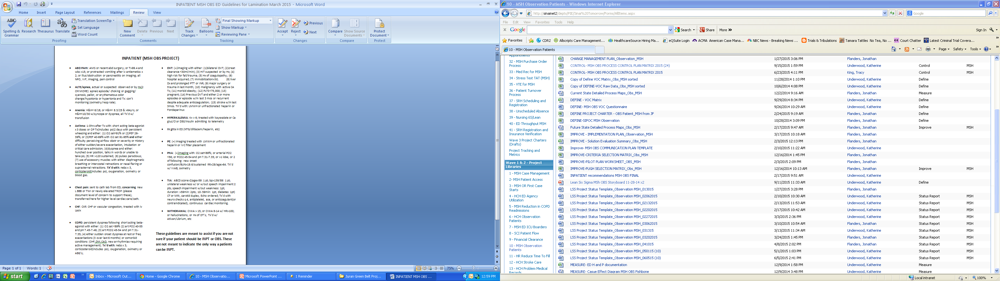 INPATIENT MSH OBS ED Guidelines for Lamination March 2015 - Microsoft Word
Home Insert Page Layout References Mailings Review View
ABC
Spelling & Grammar
Research
Thesaurus
Translate
Translation ScreenTip
Set Language
Word Count
Proofing
New Comment
Delete
Previous
Next
Comments
Track Changes
Balloons
Final Showing Markup
Show Markup
Reviewing Pane
Tracking
Accept
Reject
Previous
Next
Changes
Compare
Show Source Documents
Compare
Protect Document
Protect
INPATIENT (MSH OBS PROJECT)
• ABD PAIN: AMS or recent abd surgery; or T>99.4 and
wbc >15; or protracted vomiting after iv antiemetics x
2; or illus/obstruction or pancreatitis on imaging; all
NPO, IVF, imaging, pain control
• ALTE/apnea, actual or suspected: observed or by Hx(2
OR MORE): apneic episode/ choking or gagging/
cyanosis, pallor, or erythematous color
change/hypotonia or hypertonia and Tx: con't
monitoring (oximetry/resp rate).
• Anemia: H&H< 6/18; or H&H< 8.3/25 & >64yrs; or
H&H<10/30 w/syncope or dyspnea; all Tx'd w/
transfusion
• Asthma: 1-3hrs after Tx with: short acting beta-agonist
x 3 doses or OP Tx(includes po)2 days with persistent
wheezing and either: (1) O2 sat<91% or (2)PEF 26-
39%; or (3)PEF 40-69% with O2 sat 91-95% and either
difficulty perceiving airflow obstr or severity or History
of either sudden/severe exacerbation, intubation or
critical care admission; (4)dyspnea and either:
hunched over position, talks in words or unable to
take po; (5) HR >120 sustained; (6) pulsus paradoxus;
(7) use of accessory muscles with either diaphragmatic
breathing or intercostal retractions or nasal flaring or
suprasternal retractions. TX'd with: nebs x 3,
corticsteroid(includes po), oxygenation, oximetry or
blood gas.
• Chest pain: sent to cath lab from ED; concerning new
LBBB or TWI or newly elevated TROP (please
document level of concern to support these);
transferred here for higher level cardiac care/cath.
• CHF: CXR: CHF or vascular congestion; treated with iv
Lasix
• COPD: persistent dyspnea following short acting beta-
agonist with either: (1) O2 sat <89% (2) art PO2 40-55
and pH 7.45-7.49; (3) art PCO2 45-54 and pH 7.31-
7.35; (4) either sudden onset dyspnea at rest or freq
exacerbations (3 over last 6 months) or comorbid
conditions (CHF,DM,CAD, new arrhythmias requiring
active management). Tx'd with: nebs x 3;
corticosteroid(includes po); oxygenation, oximetry or
ABG's;
• DVT: (+)imaging with either: (1)bilateral DVT; (2)creat
clearance <30ml/min); (3) HIT suspected or by Hx; (4)
high risk for fall/trauma; (5) Hx of coagulopathy; (6)
hospital acquired; (7) immobilization>3d; (8) liver
Dx and prolonged PTT or INR; (9) major surgery or
trauma in last month; (10) malignancy with active CA
Tx; (11) morbid obesity; (12) PLTS<75,000; (13)
pregnant; (14) Previous DVT and either:2 or more
episodes or episode w/in last 3 mos or recurrent
despite adequate anticoagulation; (15) stroke w/in last
3mos. TX'd with: LMWH or unfractionated heparin or
Fondaparinux
• HYPERKALEMIA: K+ > 6; treated with kayexalate or Ca
gluc/Cl or D50/insulin admitting to telemetry
• IV gtts in ED (NTG/diltiazem/heparin, etc)
• PE: (+) imaging treated with LMWH or unfractionated
heparin or IVC filter placement
• PNA: (+)imaging with: O2 sat<89%; or arterial PO2
<56; or PCO2 45-54 and pH 7.31-7.35; or >1 lobe; or 2
of following: new onset
confusion/BUN>19.6/sustained RR>29/age>64. TX'd
w/ IVAB, oximetry
• TIA: ABCD score>2(age>59: 1 pt; bp>139/89: 1 pt;
unilateral weakness w/ or w/out speech impairment:2
pts; speech impairment w/out weakness: 1pt;
duration: >59min: 2pts; 10-59min: 1pt; diabetes: 1pt)
CT or MRI, carotid duplex, Echo ordered; Tx'd with
neuro checks q 4, antiplatelet, asa, or anticoagulant(or
contraindicated); continuous cardiac monitoring.
• WITHDRAWAL: CIWA > 15; or CIWA 8-14 w/ HR>100;
or hallucinations; or Hx of DT's; Tx'd w/
Ativan/Librium, etc
These guidelines are meant to assist if you are not
sure if your patient should be INPT or OBS. These
are not meant to indicate the only way a patients
can be INPT.
Page: 1 of 1 Words: 1 75%
start Inbox - Microsoft Out... Home - Google Chrome 10 - MSH Observatio... Microsoft PowerPoint ... 1 Reminder Juran Green Belt Proj... INPATIENT MSH OBS ... 12:59 PM
10 - MSH Observation Patients - Windows Internet Explorer
http://sinainet2/depts/PIE/Sinai%20Tomorrow/Forms/AllItems.aspx Google
File Edit View Favorites Tools Help
x Google Search Share More » Sign In
Favorites CDR2 Allscripts Care Management... HealthcareSource Hiring Ma... eQSuite Login ACMA American Case Mana... NBC News - Breaking News ... Trials & Tribulations Tamara Tattles No Tea, No ... Court Chatter Latest Criminal Trial Covera...
10 - MSH Observation Patients Page Safety Tools
Appointments
32 - MSH Purchase Order
Process
33 - Med Rec for MSH
34 - Stress Test TAT (MSH)
35 - VTE for MSH
36 - Patient Turnover
Process
37 - SRH Scheduling and
Registration
38 - Unscheduled Absence
39 - Nursing 6S/Lean
40 - ED Throughput MSH
41 - SRH Registration and
Insurance Verification
Wave 3 Project Charters
(Drafts)
Project Tracking and
Metrics
Wave 1 & 2 - Project
Libraries
1 - MSH Case Management
2- MSH Patient Access
3 - MSH OR First Case
Starts
4 - HCH ED Agency
Utilization
5 - MSH Reduction in COPD
Readmissions
6 - HCH Observation
Patients
7 - MSH ED ICU Boarders
8 - SCI Patient Flow
9 - Financial Clearance
10 - MSH Observation
Patients
11 - HR Reduce Time To Fill
12 - HCH Stroke Care
13 - HCH Problem Medical
Records
CHANGE MANAGEMENT PLAN_Observation_MSH 1/27/2015 3:06 PM Flanders, Jonathan
CONTROL- MSH OBS PROCESS CONTROL PLAN MATRIX 2015 (24) 9/15/2015 1:59 PM Underwood, Katherine Control MSH
CONTROL- MSH OBS PROCESS CONTROL PLAN MATRIX 2015 6/23/2015 4:11 PM King, Tracy Control MSH
Copy of Define VOC Matrix_Obs_MSH sorted 11/28/2014 1:10 PM Underwood, Katherine Define
Copy of DEFINE-VOC Raw Data_Obs_MSH sorted 10/6/2014 4:08 PM Underwood, Katherine Define
Current State Detailed Process Maps_Obs_MSH 12/2/2014 9:16 AM Flanders, Jonathan Measure
DEFINE - VOC Matrix 9/29/2014 8:34 PM Underwood, Katherine Define
DEFINE- MSH OBS VOC Questionnaire 9/26/2014 10:29 AM Underwood, Katherine Define
DEFINE PROJECT CHARTER - OBS Patient_MSH from JF 2/24/2015 9:19 AM Flanders, Jonathan Define
DEFINE-SIPOC MSH Observation 10/28/2014 3:09 PM Flanders, Jonathan Define
Future State Detailed Process Maps_Obs_MSH 2/17/2015 9:47 AM Flanders, Jonathan Improve MSH
IMPROVE - IMPLEMENTATION PLAN_Observation_MSH 3/17/2015 10:18 AM Flanders, Jonathan
IMPROVE - Solution Evaluation Summary_Obs_MSH 2/3/2015 12:13 PM Flanders, Jonathan
Improve- MSH OBS COMMUNICATION PLAN TEMPLATE 2/10/2015 11:22 AM Underwood, Katherine
IMPROVE-CRITERIA SELECTION MATRIX_Obs_MSH 12/16/2014 1:45 PM Flanders, Jonathan
IMPROVE-PILOT PLAN WORKSHEET_OBS_MSH 2/3/2015 2:09 PM Flanders, Jonathan
IMPROVE-PUGH SELECTION MATRIX_Obs_MSH 12/16/2014 10:13 AM Flanders, Jonathan Improve MSH
INPATIENT recommendations MSH OBS FINAL 2/17/2015 9:51 AM Underwood, Katherine
Lean Six Sigma MSh OBS Storyboard 11-28-14 x2 9/11/2015 11:33 AM Underwood, Katherine Define
LSS Project Status Template_Observation MSH_013015 1/27/2015 3:28 PM Flanders, Jonathan
LSS Project Status Template_Observation MSH_02062015 2/10/2015 10:30 AM Underwood, Katherine Status Report MSH
LSS Project Status Template_Observation MSH_02132015 2/13/2015 11:53 AM Underwood, Katherine Status Report MSH
LSS Project Status Template_Observation MSH_02202015 2/17/2015 10:42 AM Underwood, Katherine Status Report MSH
LSS Project Status Template_Observation MSH_02272015 3/3/2015 2:36 PM Underwood, Katherine Status Report MSH
LSS Project Status Template_Observation MSH_03062015 3/10/2015 10:54 AM Flanders, Jonathan Status Report MSH
LSS Project Status Template_Observation MSH_031315 3/13/2015 11:34 AM Underwood, Katherine Status Report MSH
LSS Project Status Template_Observation MSH_03202015 3/24/2015 1:45 PM Flanders, Jonathan Status Report MSH
LSS Project Status Template_Observation MSH_041015 4/8/2015 2:02 PM Flanders, Jonathan Status Report MSH
LSS Project Status Template_Observation MSH_050115 (10) 5/1/2015 1:03 PM Underwood, Katherine Status Report MSH
LSS Project Status Template_Observation MSH_060515 (10) 6/5/2015 2:41 PM Underwood, Katherine Status Report MSH
MEASURE- ED H and P documentation 12/9/2014 1:58 PM Underwood, Katherine Measure
MEASURE- Casue Effect Diagram MSH OBS Fishbone 12/9/2014 3:48 PM Underwood, Katherine Measure
Local intranet 100%